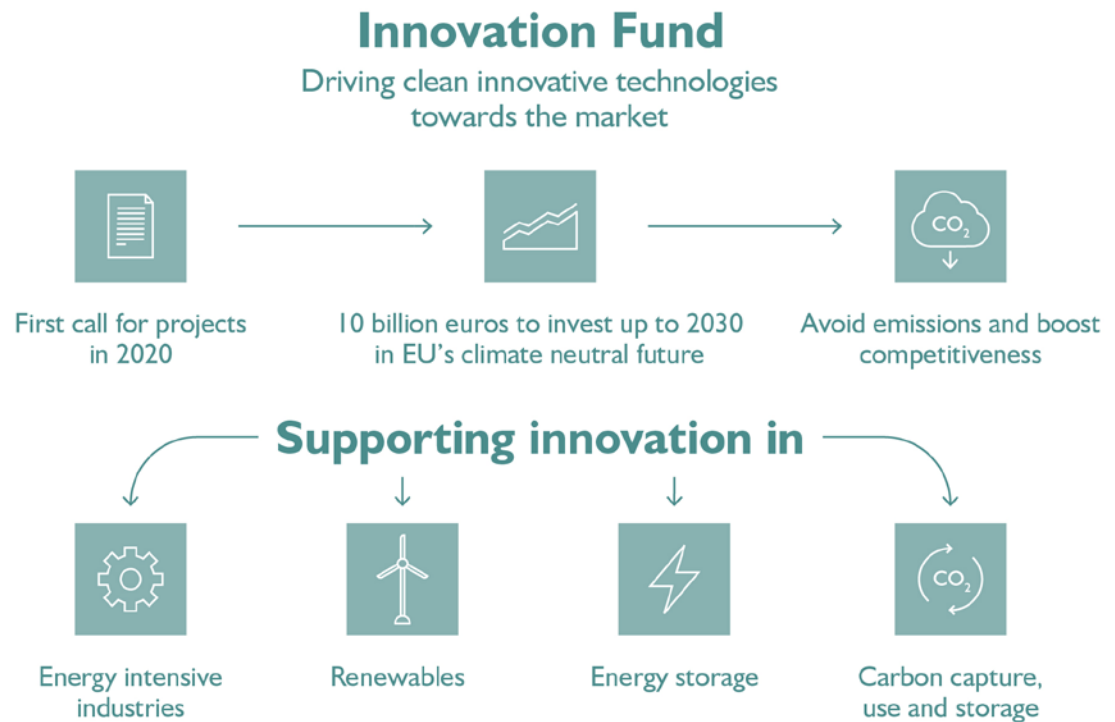 Innovation Fund
Driving clean innovative technologies
towards the market
CO₂
First call for projects
in 2020
10 billion euros to invest up to 2030
in EU's climate neutral future
Avoid emissions and boost
competitiveness
Supporting innovation in
CO₂
Energy intensive
industries
Renewables
Energy storage
Carbon capture,
use and storage